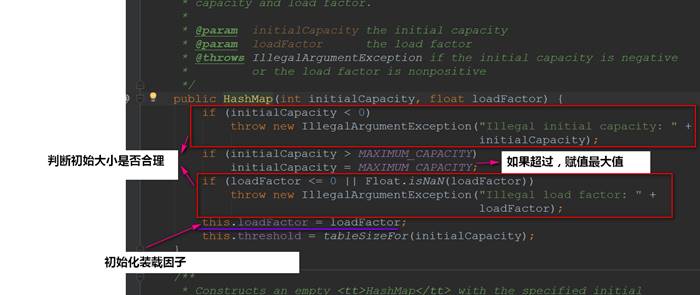 * capacity and load factor.
*
* @param initialCapacity the initial capacity
* @param loadFactor the load factor
* @throws IllegalArgumentException if the initial capacity is negative
* or the load factor is nonpositive
*/
public HashMap(int initialCapacity, float loadFactor) {
if (initialCapacity < 0)
throw new IllegalArgumentException("Illegal initial capacity: " +
initialCapacity);
判断初始大小是否合理
if (initialCapacity > MAXIMUM_CAPACITY)
initialCapacity = MAXIMUM_CAPACITY;
如果超过，赋值最大值
if (loadFactor <= 0 || Float.isNaN(loadFactor))
throw new IllegalArgumentException("Illegal load factor: " +
loadFactor);
this.loadFactor = loadFactor;
this.threshold = tableSizeFor(initialCapacity);
}
初始化装载因子
/**
* Constructs an empty <tt>HashMap</tt> with the specified initial